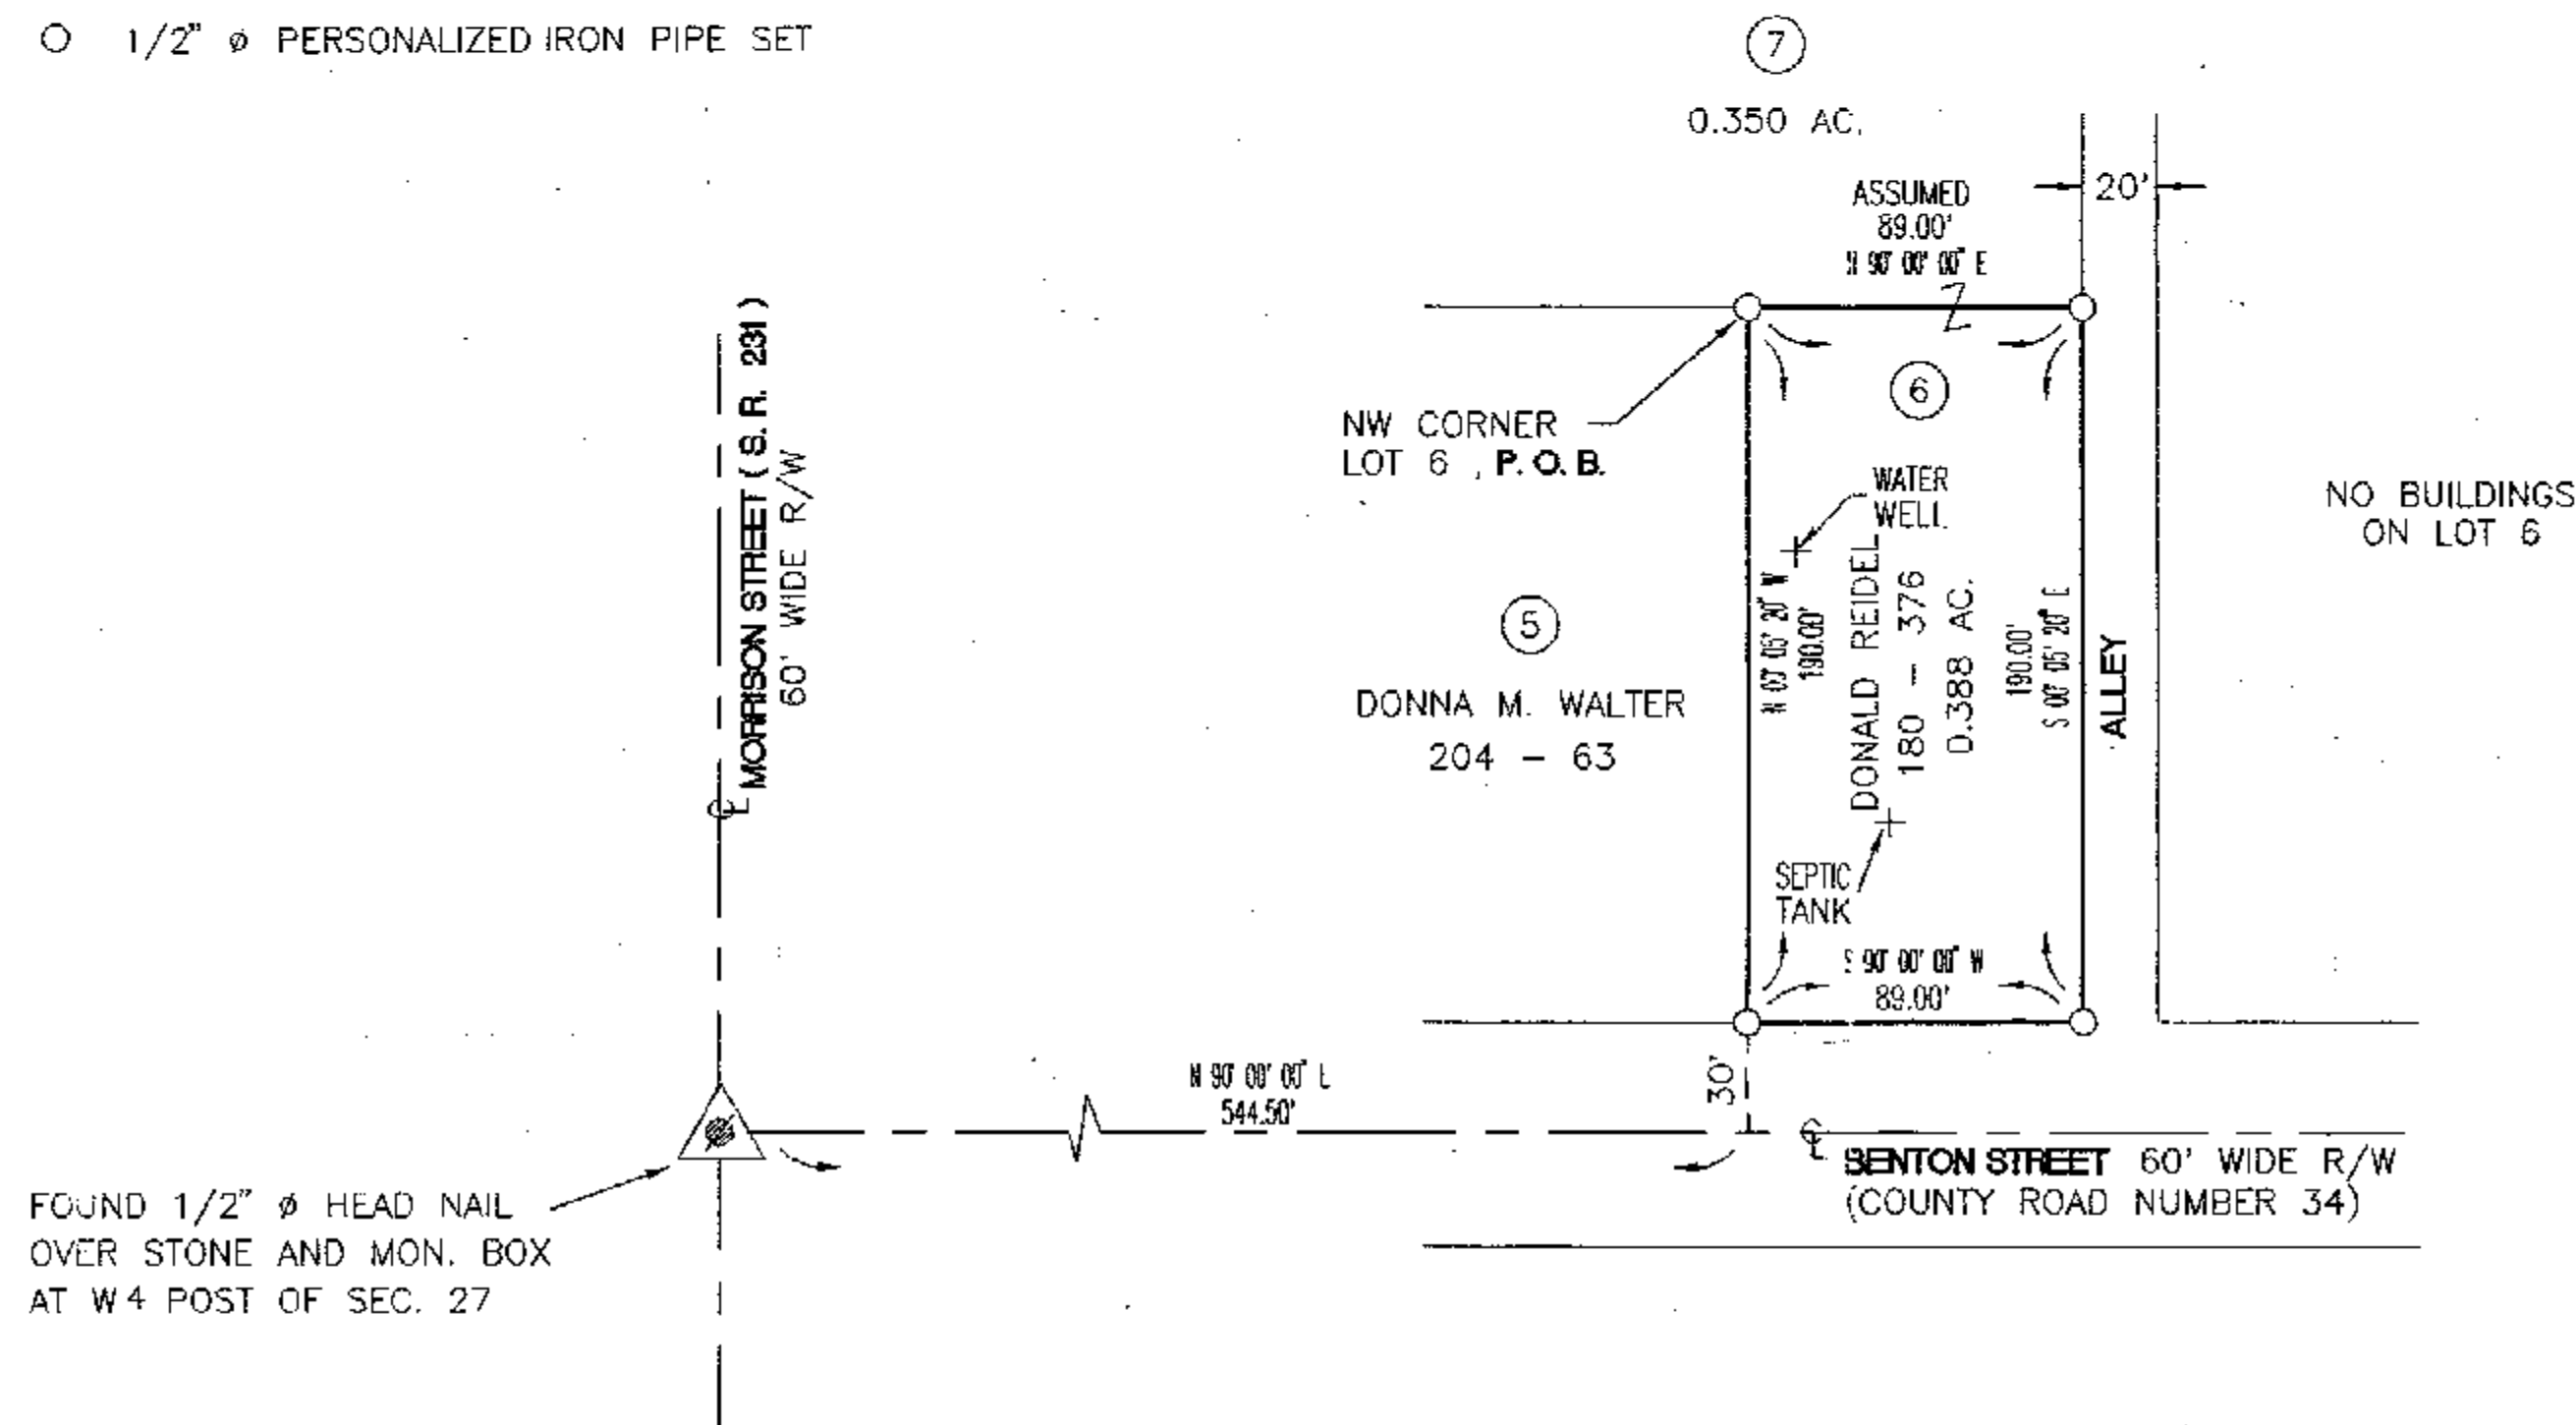 ○ 1/2" ø PERSONALIZED IRON PIPE SET
7
0.350 AC.
20'
ASSUMED
89.00'
N 90° 00' 00" E
MORRISON STREET ( S. R. 231 )
60' WIDE R/W
NW CORNER
LOT 6 , P. O. B.
6
WATER
WELL
NO BUILDINGS
ON LOT 6
5
DONNA M. WALTER
204 - 63
N 00° 05' 20" W
190.00'
DONALD REIDEL
180 - 376
0.388 AC.
190.00'
S 00° 05' 20" E
ALLEY
SEPTIC
TANK
S 90° 00' 00" W
89.00'
30'
N 90° 00' 00" E
544.50'
℄
℄
BENTON STREET 60' WIDE R/W
(COUNTY ROAD NUMBER 34)
FOUND 1/2" ø HEAD NAIL
OVER STONE AND MON. BOX
AT W 4 POST OF SEC. 27